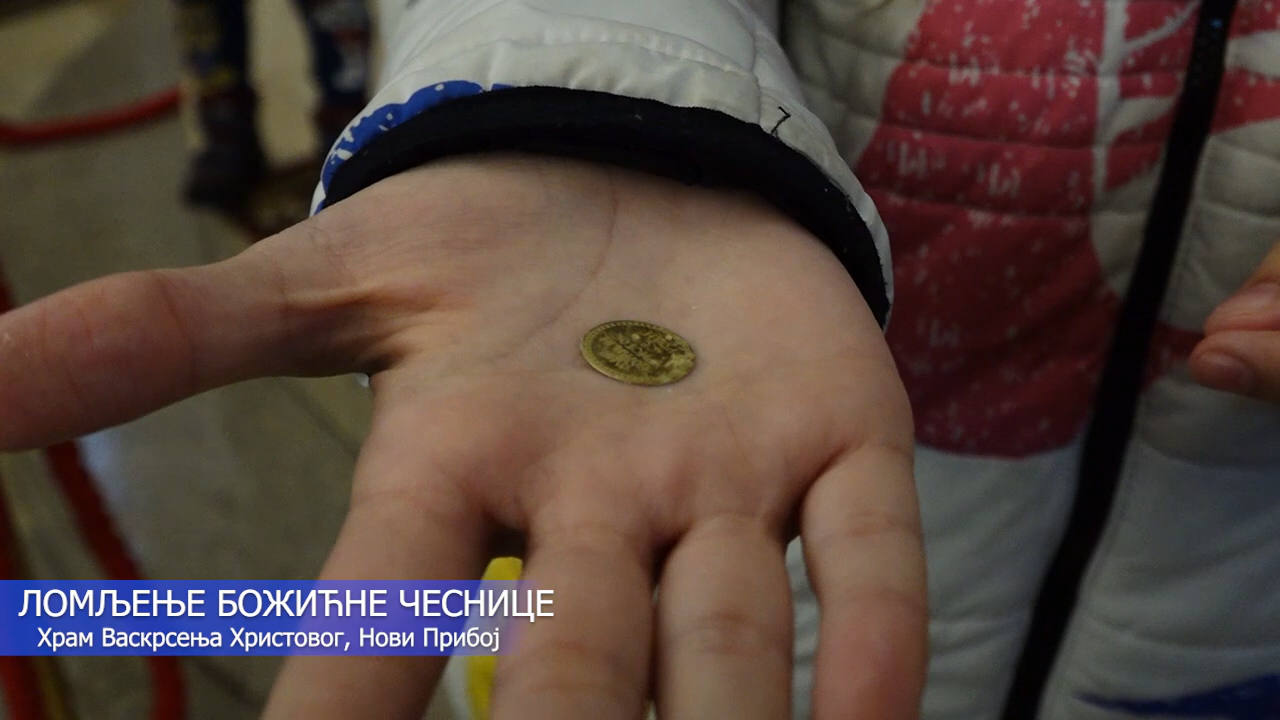 ЛОМЉЕЊЕ БОЖИЋНЕ ЧЕСНИЦЕ
Храм Васкрсења Христовог, Нови Прибој